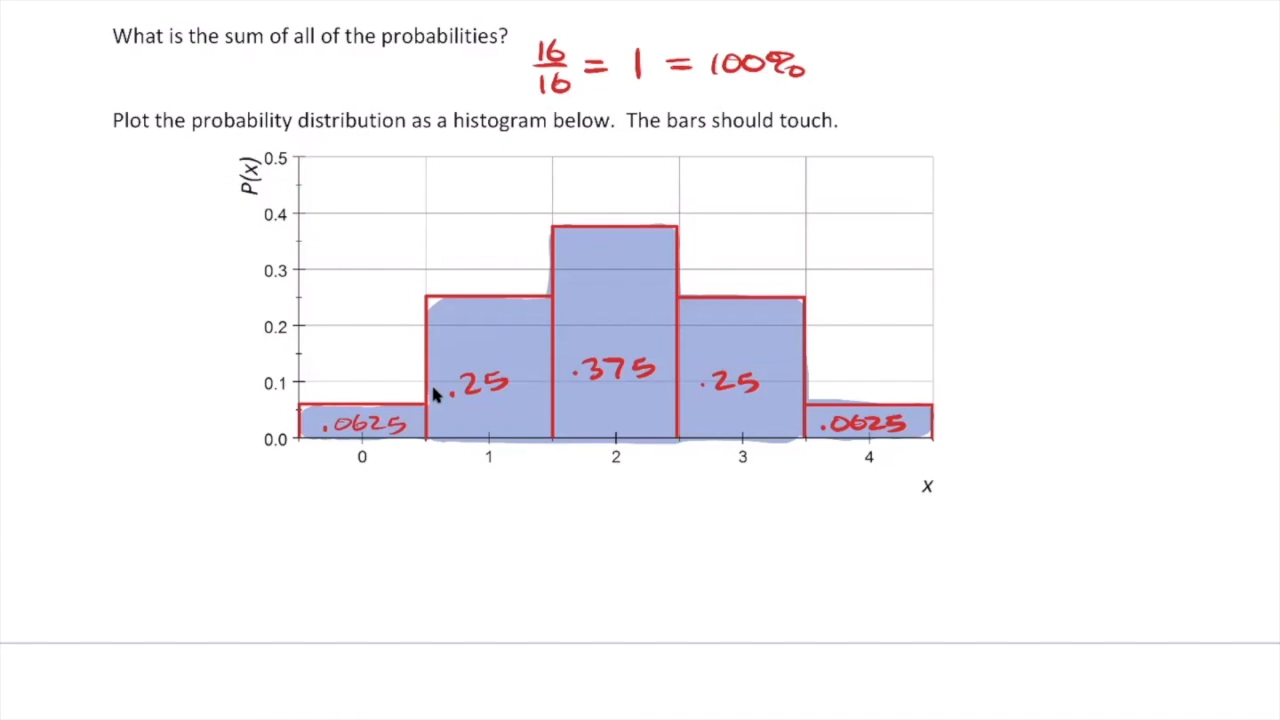 What is the sum of all of the probabilities?
16/16 = 1 = 100%
Plot the probability distribution as a histogram below. The bars should touch.
P(x)
0.5
0.4
0.3
0.2
0.1
0.0
.0625 .25 .375 .25 .0625
0 1 2 3 4
x